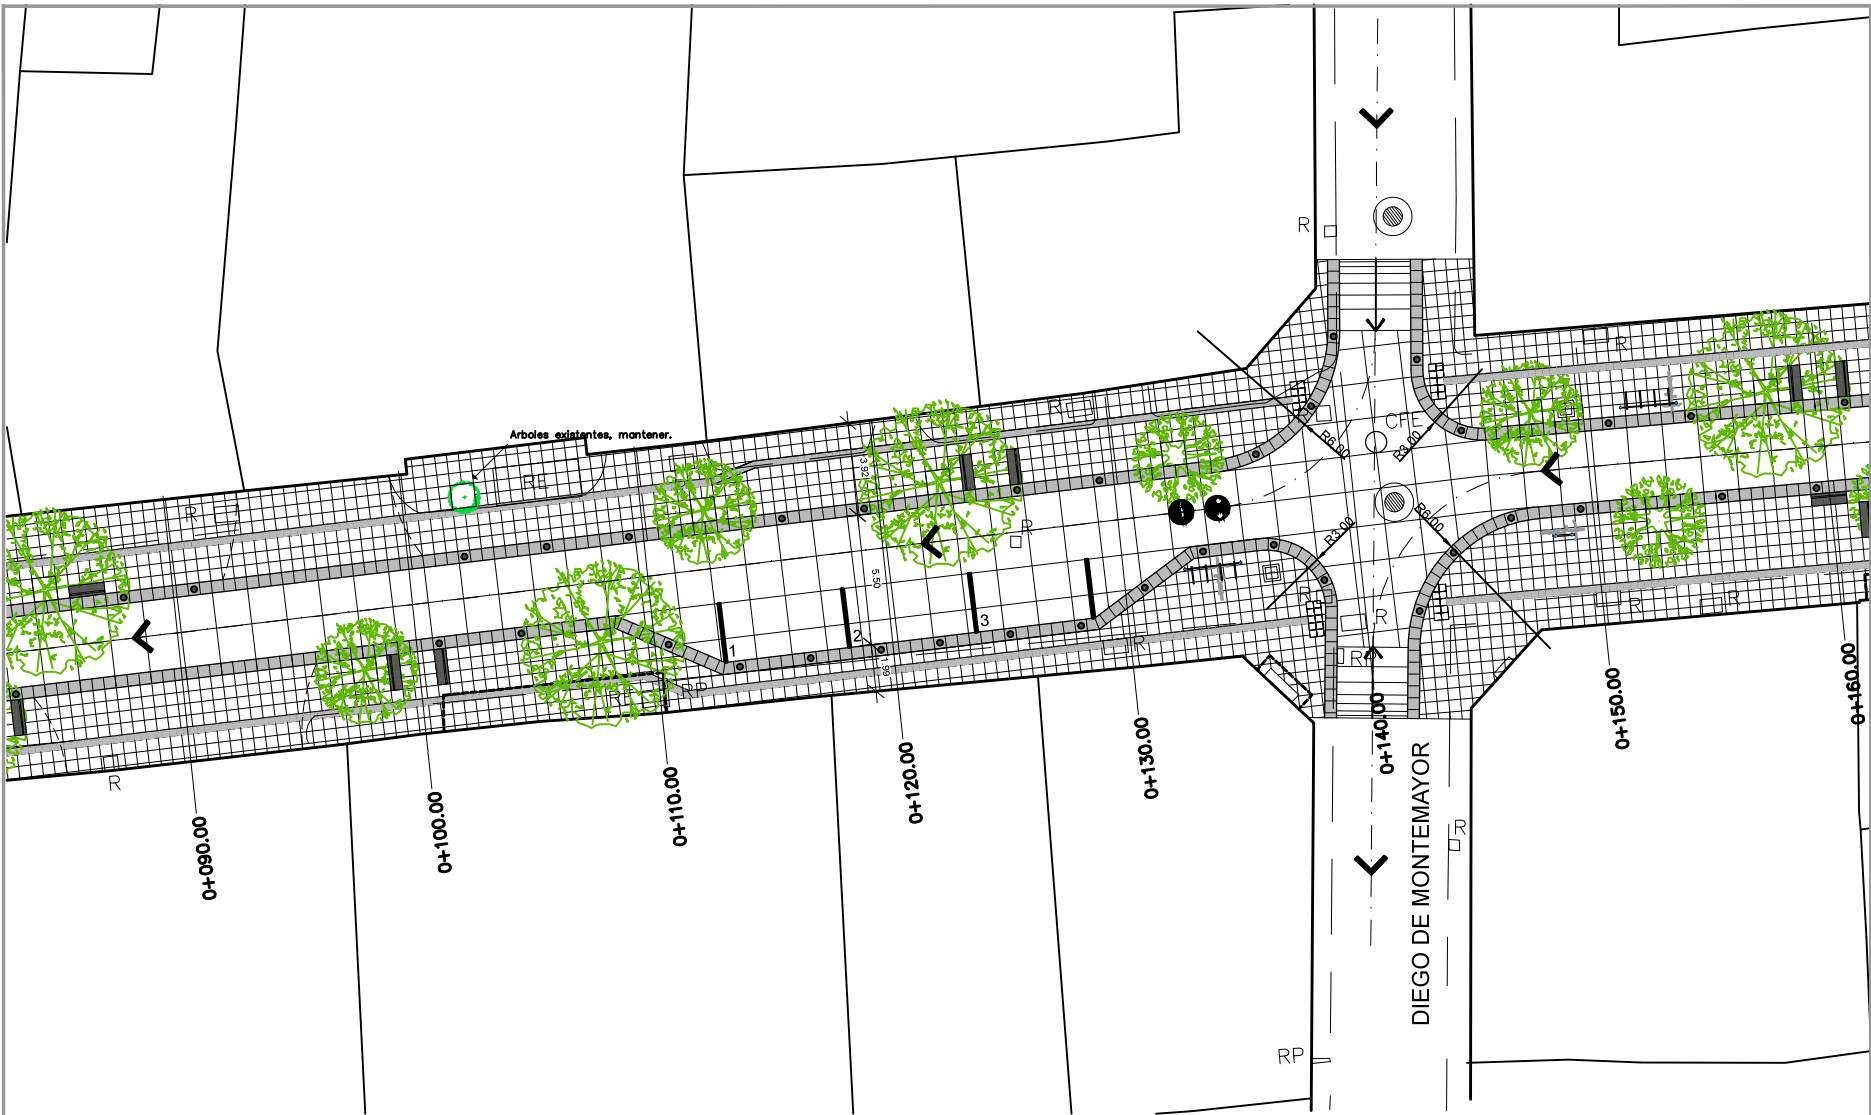 R
CFE
R
R
Arboles existentes, mantener.
R6.00
R3.00
3.92
RE
R
R
R6.00
R3.00
5.50
R
R
R
R
3
R
2
1
1.99
RP
RP
R
0+160.00
0+150.00
0+140.00
0+130.00
0+120.00
0+110.00
0+100.00
0+090.00
DIEGO DE MONTEMAYOR
R
RP